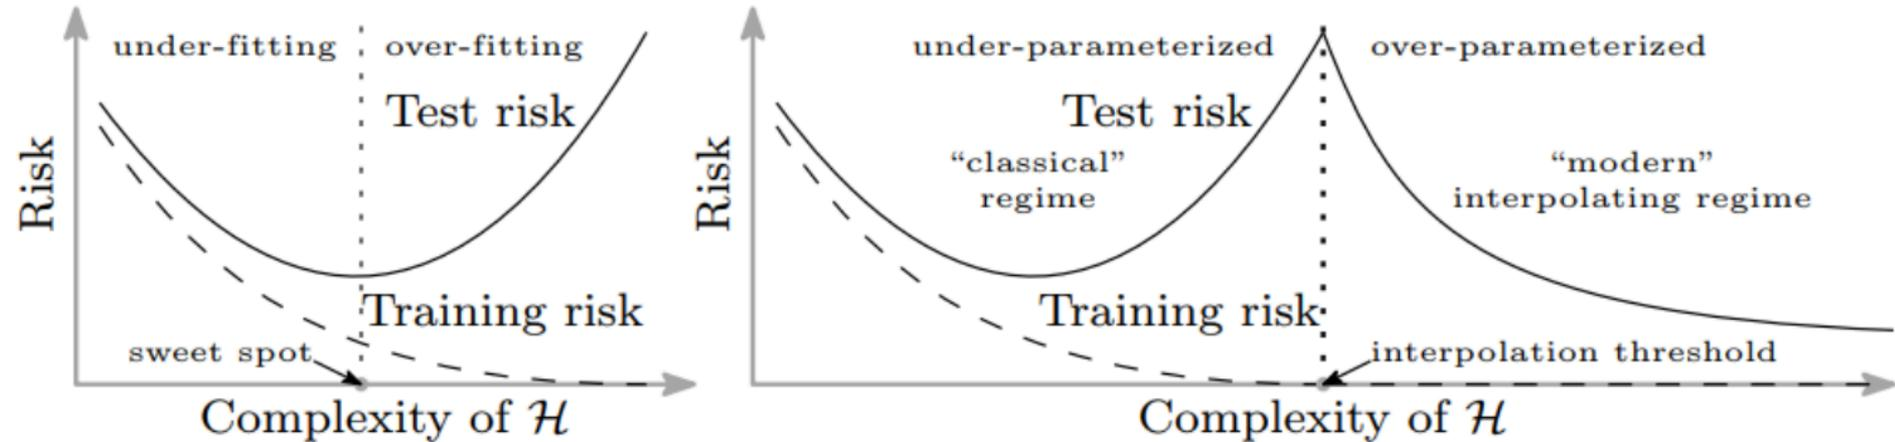 under-fitting
over-fitting
Test risk
Risk
Training risk
sweet spot
Complexity of ℋ
under-parameterized
over-parameterized
Test risk
“classical”
regime
“modern”
interpolating regime
Risk
Training risk
interpolation threshold
Complexity of ℋ